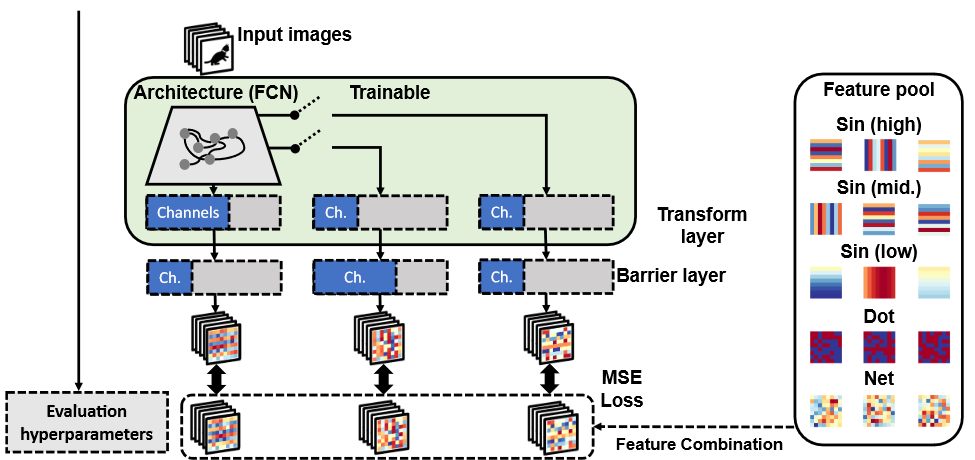 Input images
Architecture (FCN)
Trainable
Channels
Ch.
Ch.
Transform
layer
Ch.
Ch.
Ch.
Barrier layer
MSE
Loss
Evaluation
hyperparameters
Feature Combination
Feature pool
Sin (high)
Sin (mid.)
Sin (low)
Dot
Net